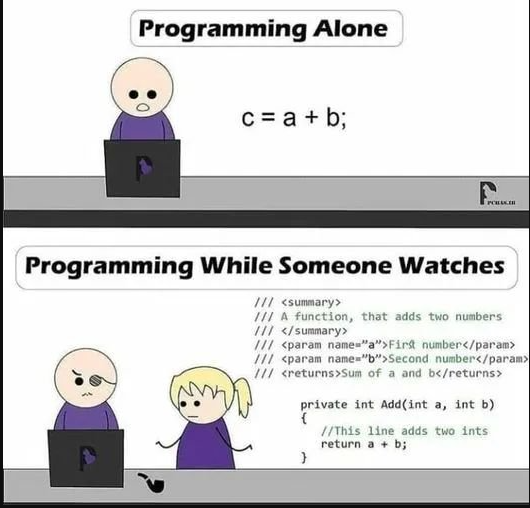 Programming Alone
c = a + b;
P
P
PCHAS.IR
Programming While Someone Watches
/// <summary>
/// A function, that adds two numbers
/// </summary>
/// <param name="a">First number</param>
/// <param name="b">Second number</param>
/// <returns>Sum of a and b</returns>
private int Add(int a, int b)
{
//This line adds two ints
return a + b;
}
P